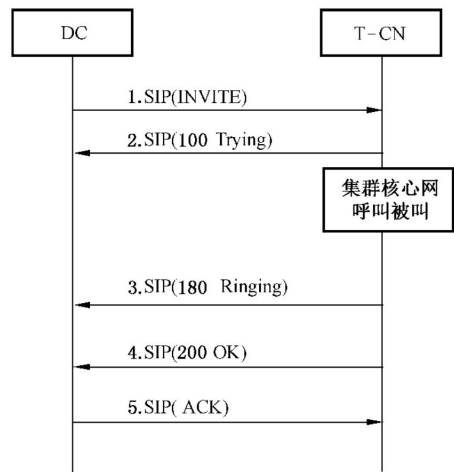 DC
T-CN
1.SIP(INVITE)
2.SIP(100 Trying)
集群核心网
呼叫被叫
3.SIP(180 Ringing)
4.SIP(200 OK)
5.SIP( ACK)